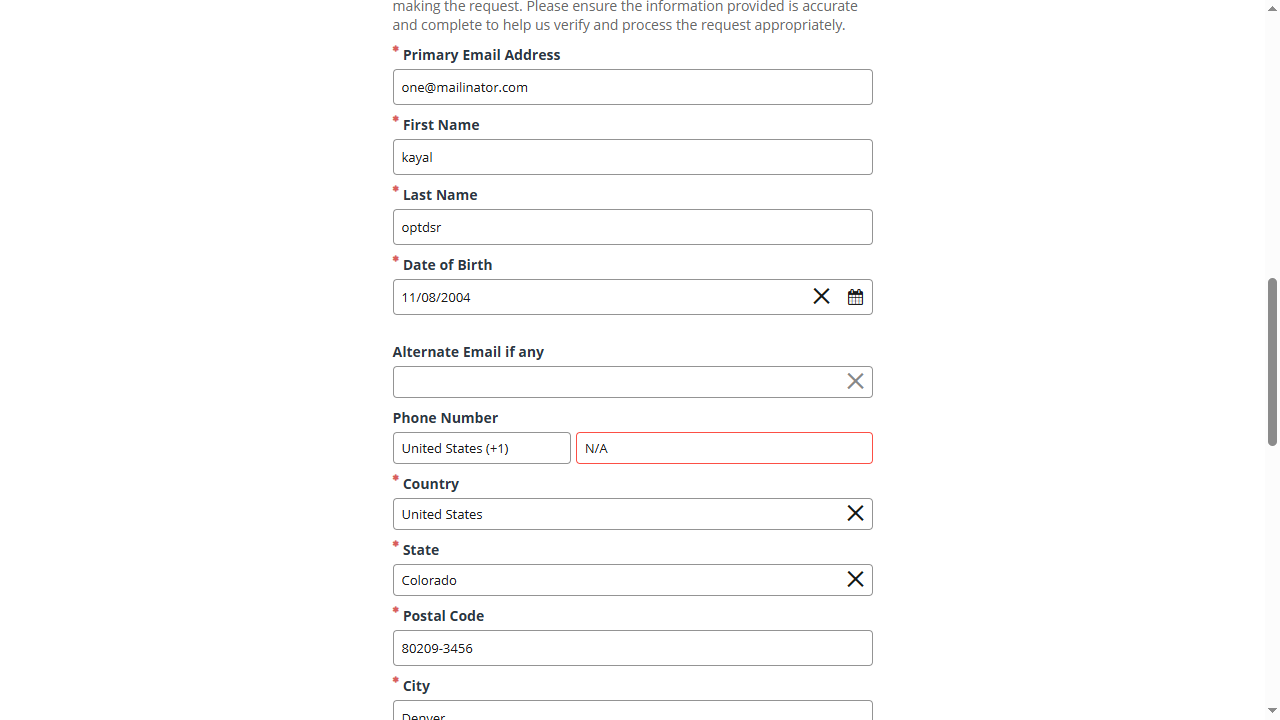 making the request. Please ensure the information provided is accurate
and complete to help us verify and process the request appropriately.
* Primary Email Address
one@mailinator.com
* First Name
kayal
* Last Name
optdsr
* Date of Birth
11/08/2004
Alternate Email if any
Phone Number
United States (+1) N/A
* Country
United States
* State
Colorado
* Postal Code
80209-3456
* City
Denver